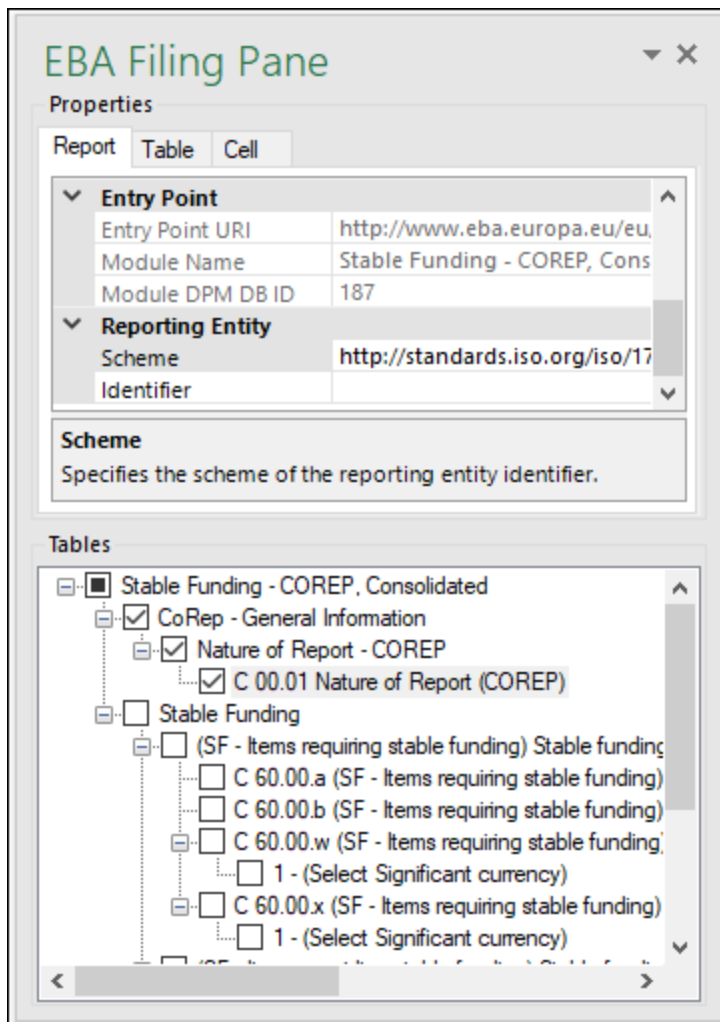 EBA Filing Pane
Properties
Report Table Cell
Entry Point
Entry Point URI http://www.eba.europa.eu/eu,
Module Name Stable Funding - COREP, Cons
Module DPM DB ID 187
Reporting Entity
Scheme http://standards.iso.org/iso/17
Identifier
Scheme
Specifies the scheme of the reporting entity identifier.
Tables
Stable Funding - COREP, Consolidated
CoRep - General Information
Nature of Report - COREP
C 00.01 Nature of Report (COREP)
Stable Funding
(SF - Items requiring stable funding) Stable funding
C 60.00.a (SF - Items requiring stable funding)
C 60.00.b (SF - Items requiring stable funding)
C 60.00.w (SF - Items requiring stable funding)
1 - (Select Significant currency)
C 60.00.x (SF - Items requiring stable funding)
1 - (Select Significant currency)